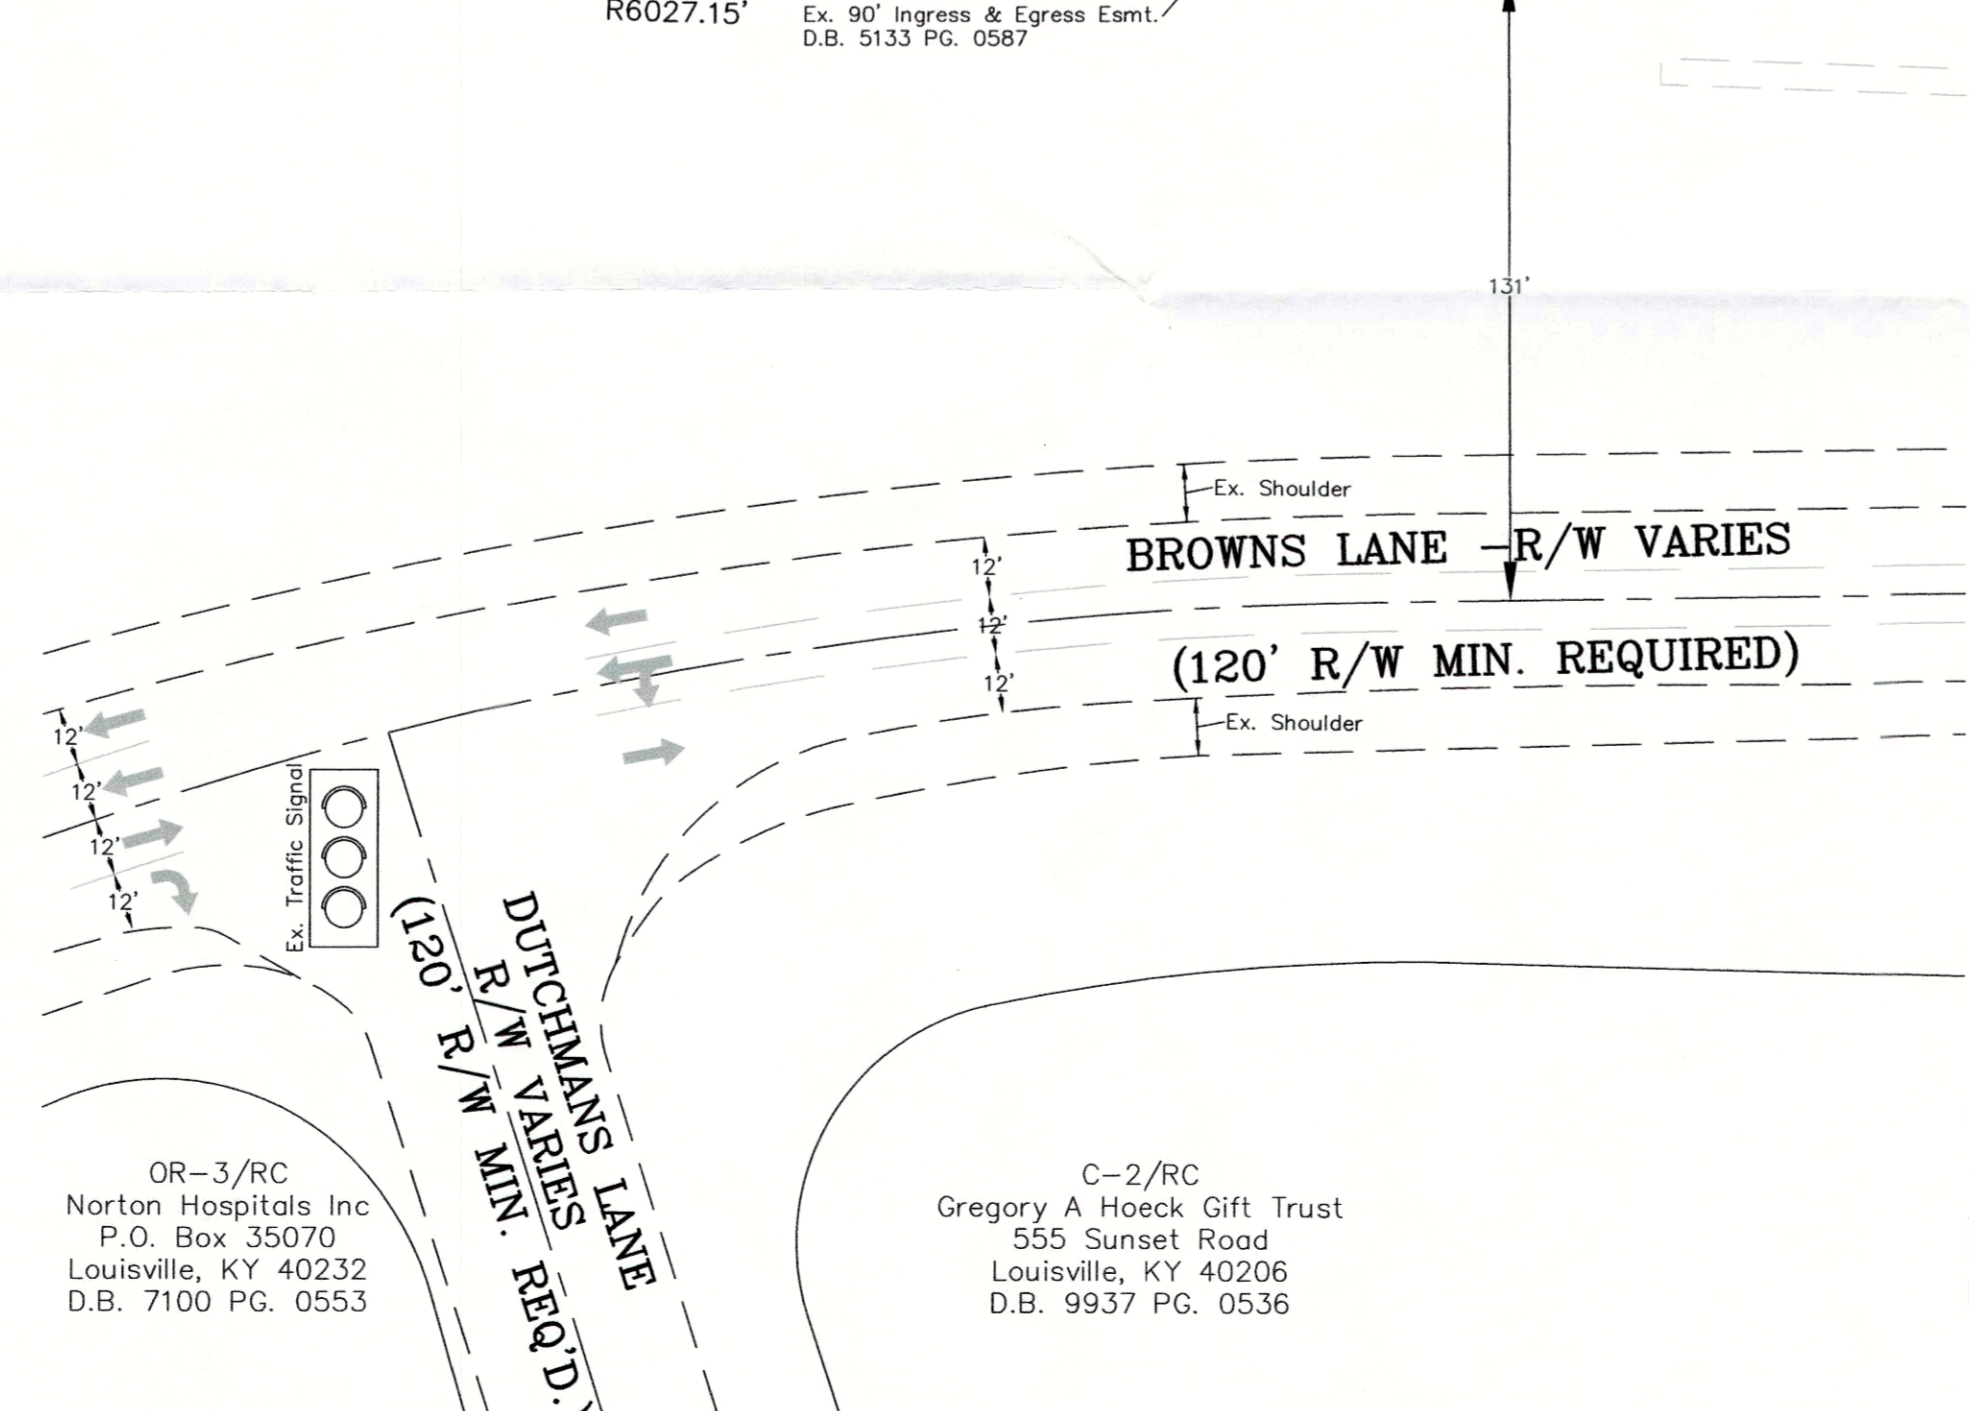 R6027.15'
Ex. 90' Ingress & Egress Esmt.
D.B. 5133 PG. 0587
131'
Ex. Shoulder
BROWNS LANE - R/W VARIES
(120' R/W MIN. REQUIRED)
Ex. Shoulder
12'
12'
12'
12'
12'
12'
12'
Ex. Traffic Signal
DUTCHMANS LANE
R/W VARIES
(120' R/W MIN. REQ'D.)
OR-3/RC
Norton Hospitals Inc
P.O. Box 35070
Louisville, KY 40232
D.B. 7100 PG. 0553
C-2/RC
Gregory A Hoeck Gift Trust
555 Sunset Road
Louisville, KY 40206
D.B. 9937 PG. 0536